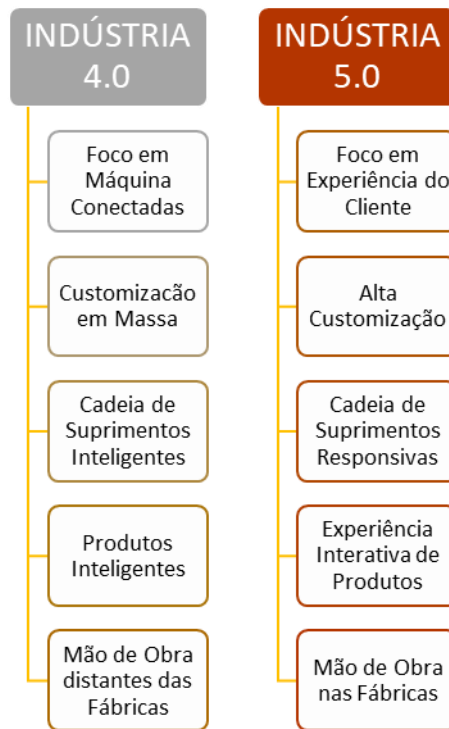 INDÚSTRIA
4.0
Foco em
Máquina
Conectadas
Customizacão
em Massa
Cadeia de
Suprimentos
Inteligentes
Produtos
Inteligentes
Mão de Obra
distantes das
Fábricas
INDÚSTRIA
5.0
Foco em
Experiência do
Cliente
Alta
Customização
Cadeia de
Suprimentos
Responsivas
Experiência
Interativa de
Produtos
Mão de Obra
nas Fábricas